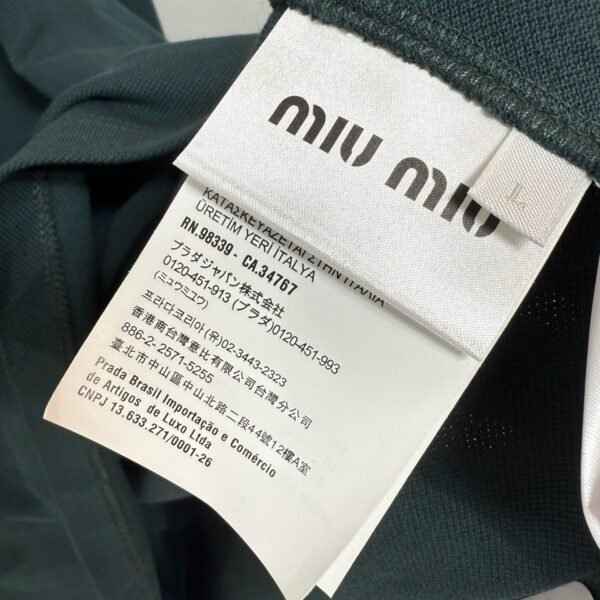 miu miu
L
ΚΑΤΑΣΚΕΥΑΖΕΤΑΙ ΣΤΗΝ ΙΤΑΛΙΑ
ÜRETİM YERİ İTALYA
RN.98339 - CA.34767
プラダジャパン株式会社
0120-451-913 (プラダ)0120-451-993
(ミュウミュウ)
프라다코리아 (유)02-3443-2323
香港商台灣意比有限公司台灣分公司
886-2- 2571-5255
臺北市中山區中山北路二段44號12樓A室
Prada Brasil Importação e Comércio
de Artigos de Luxo Ltda
CNPJ 13.633.271/0001-26